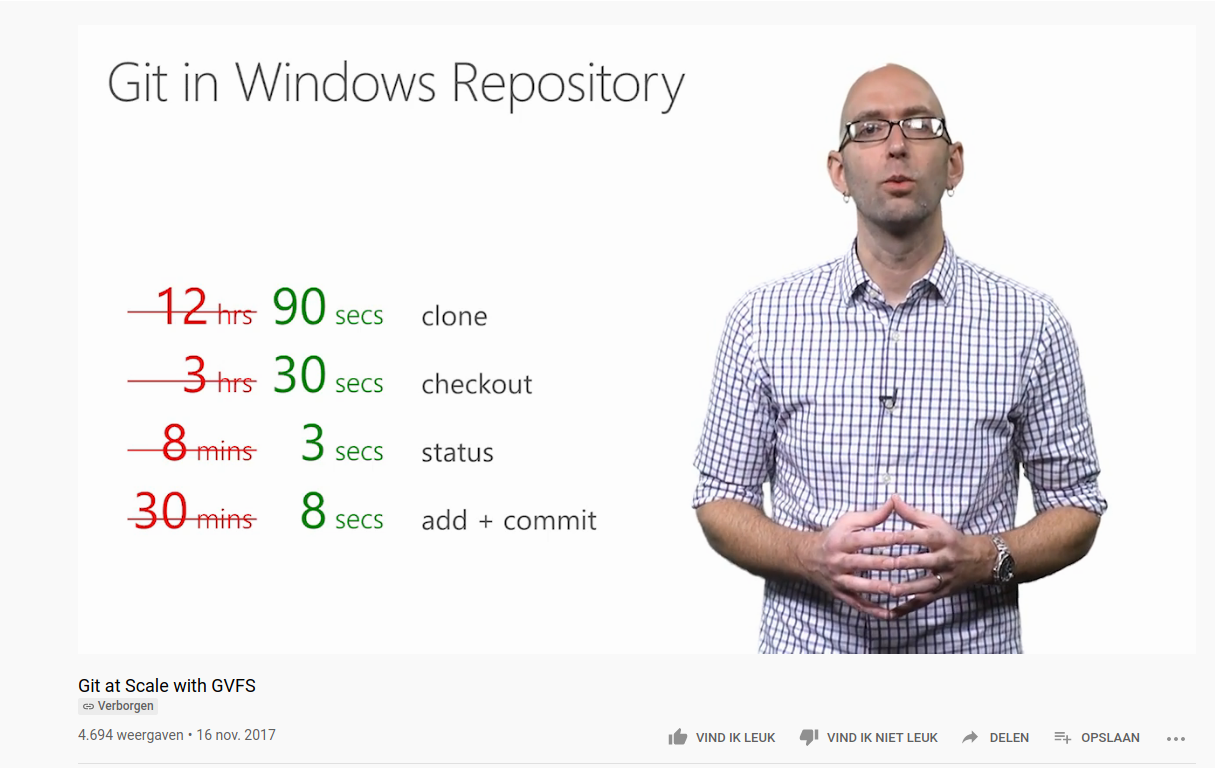 Git in Windows Repository
12 hrs 90 secs clone
3 hrs 30 secs checkout
8 mins 3 secs status
30 mins 8 secs add + commit
Git at Scale with GVFS
Verborgen
4.694 weergaven • 16 nov. 2017
VIND IK LEUK VIND IK NIET LEUK DELEN OPSLAAN